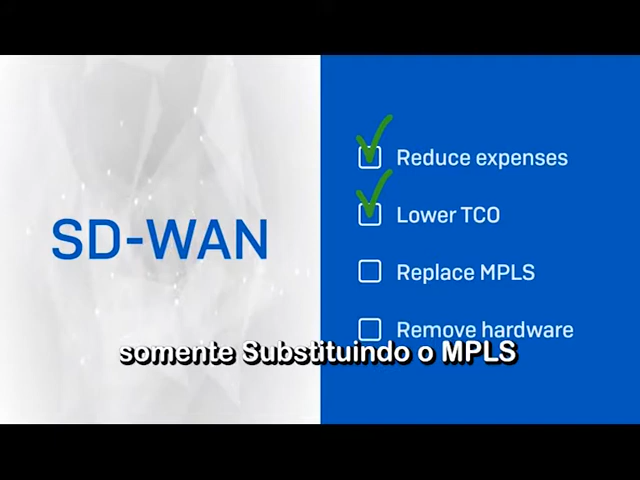 SD-WAN
Reduce expenses
Lower TCO
Replace MPLS
Remove hardware
somente Substituindo o MPLS